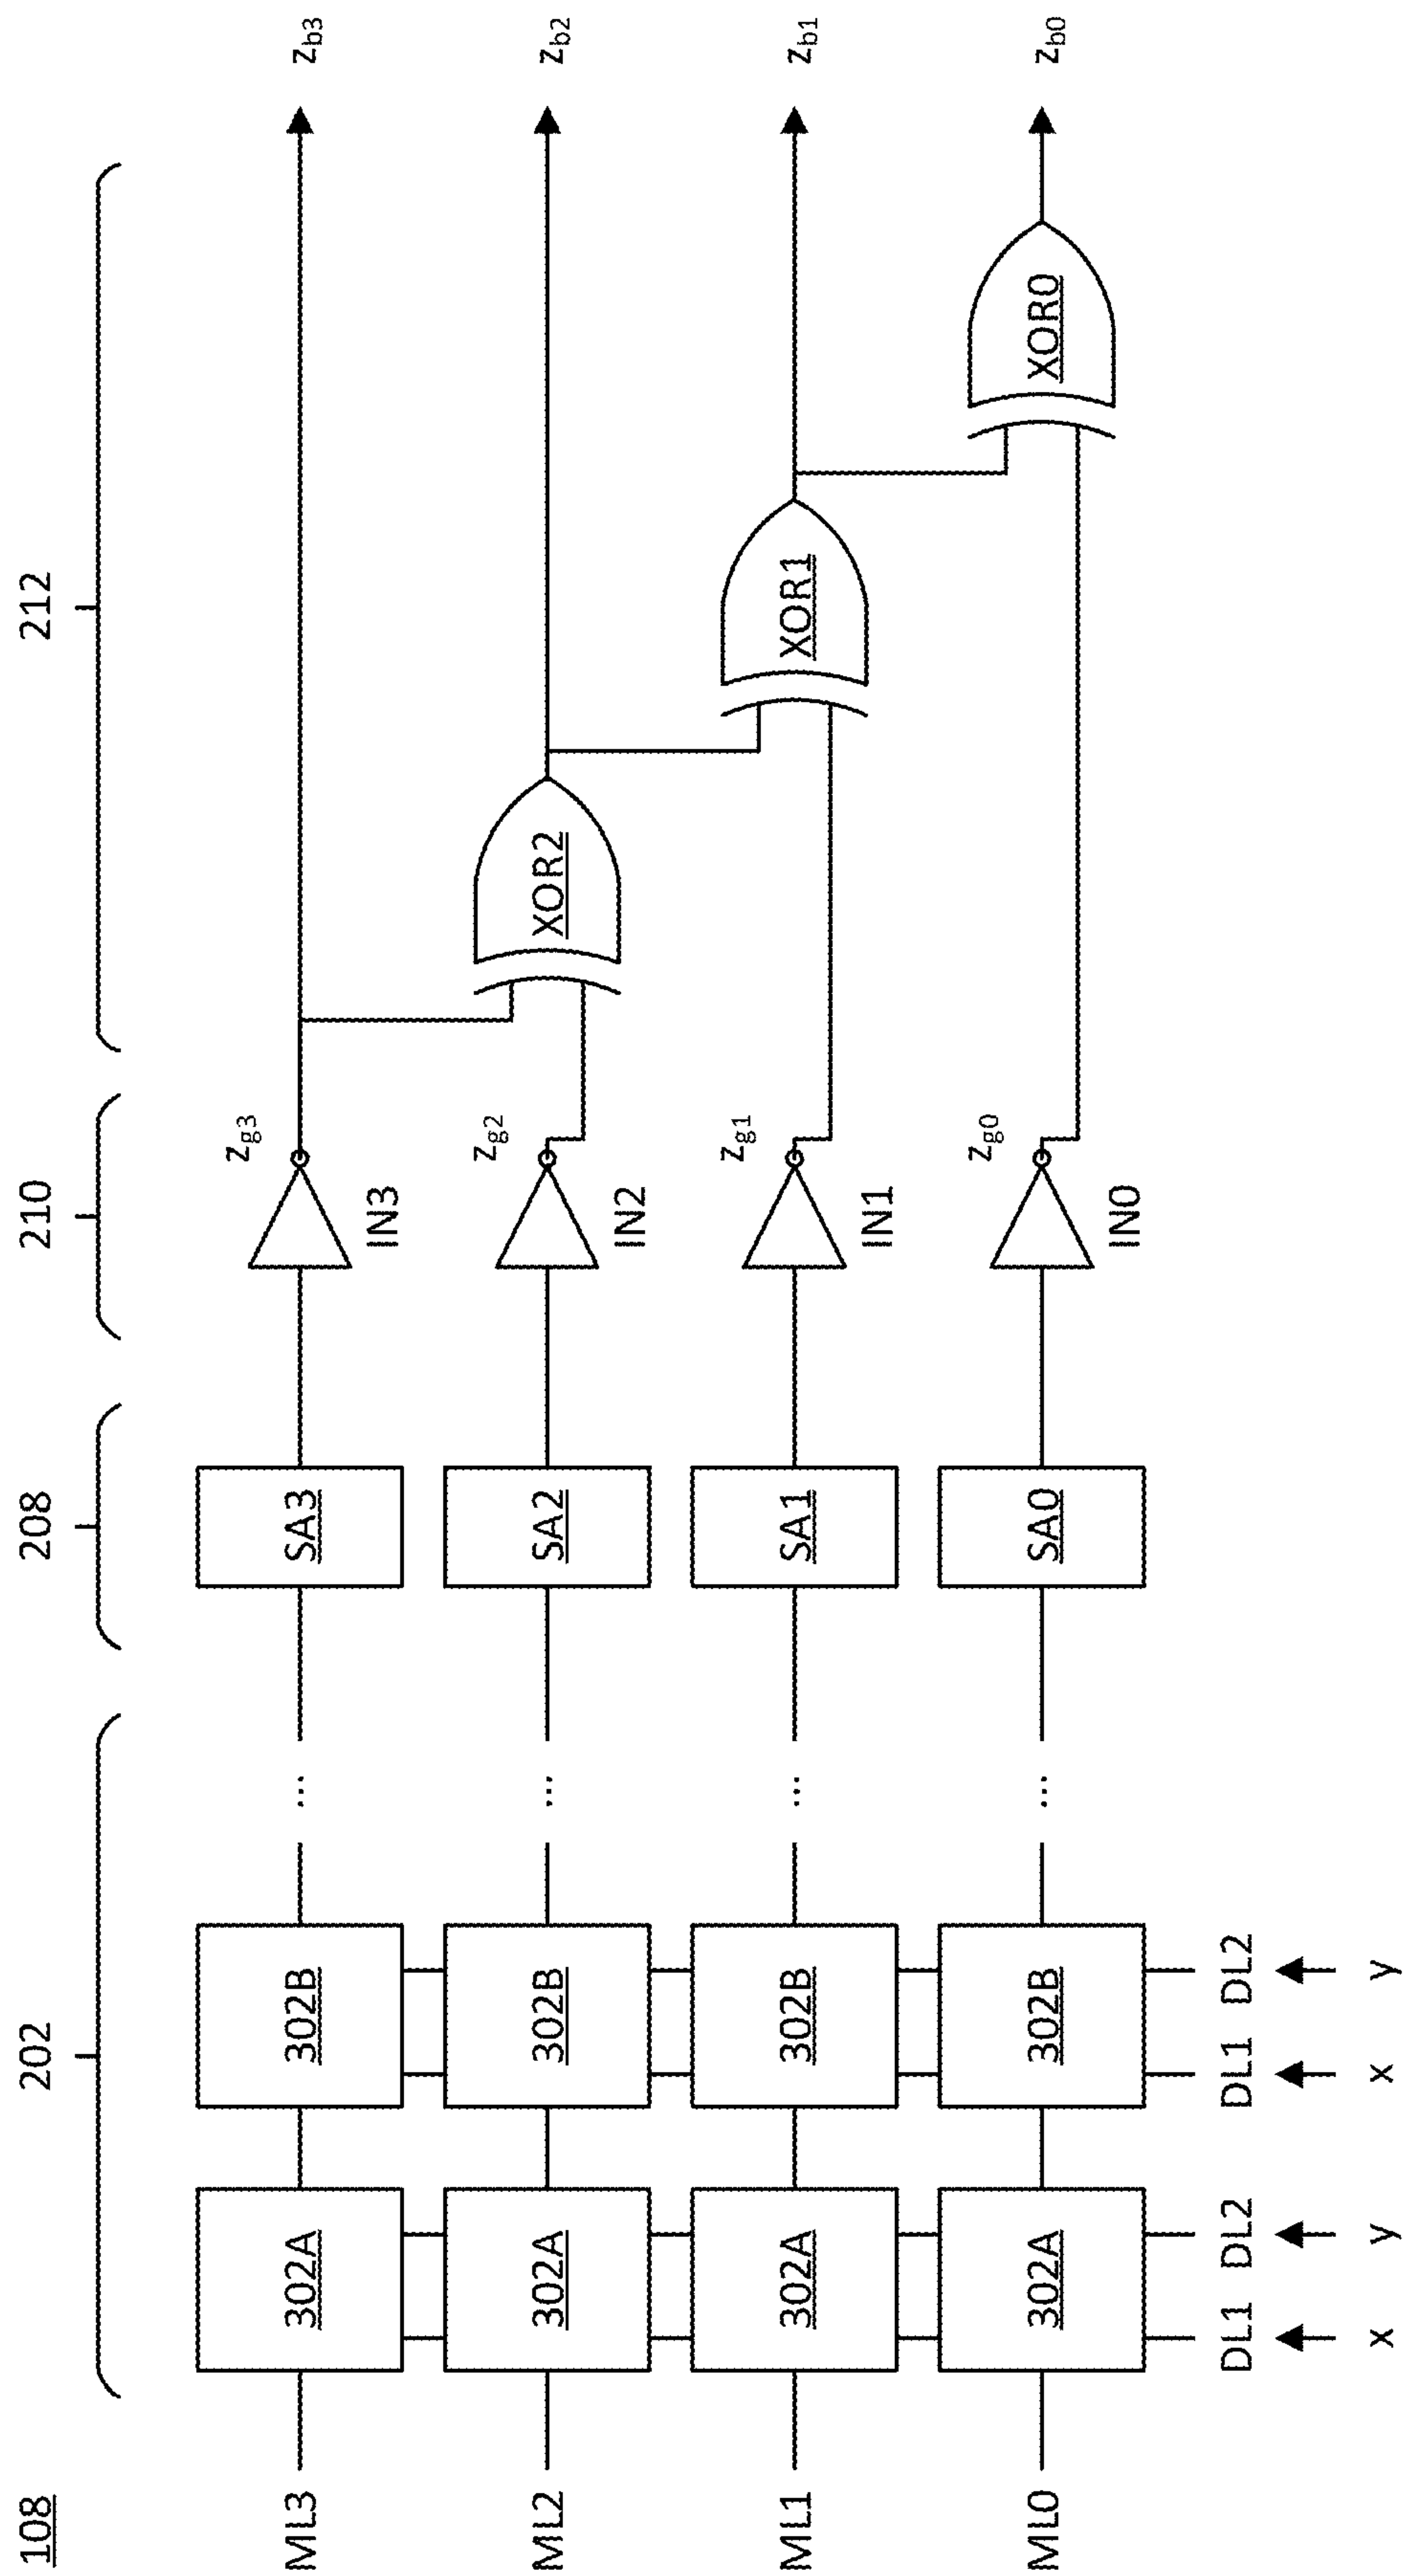 108
202 208 210 212
ML3 302A 302B ... SA3 IN3 zg3 zb3
ML2 302A 302B ... SA2 IN2 zg2 XOR2 zb2
ML1 302A 302B ... SA1 IN1 zg1 XOR1 zb1
ML0 302A 302B ... SA0 IN0 zg0 XOR0 zb0
DL1 DL2 DL1 DL2
x y x y